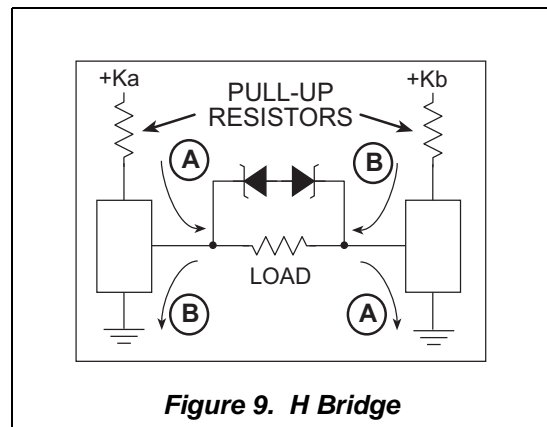 +Ka
+Kb
PULL-UP
RESISTORS
A
B
LOAD
B
A
Figure 9. H Bridge